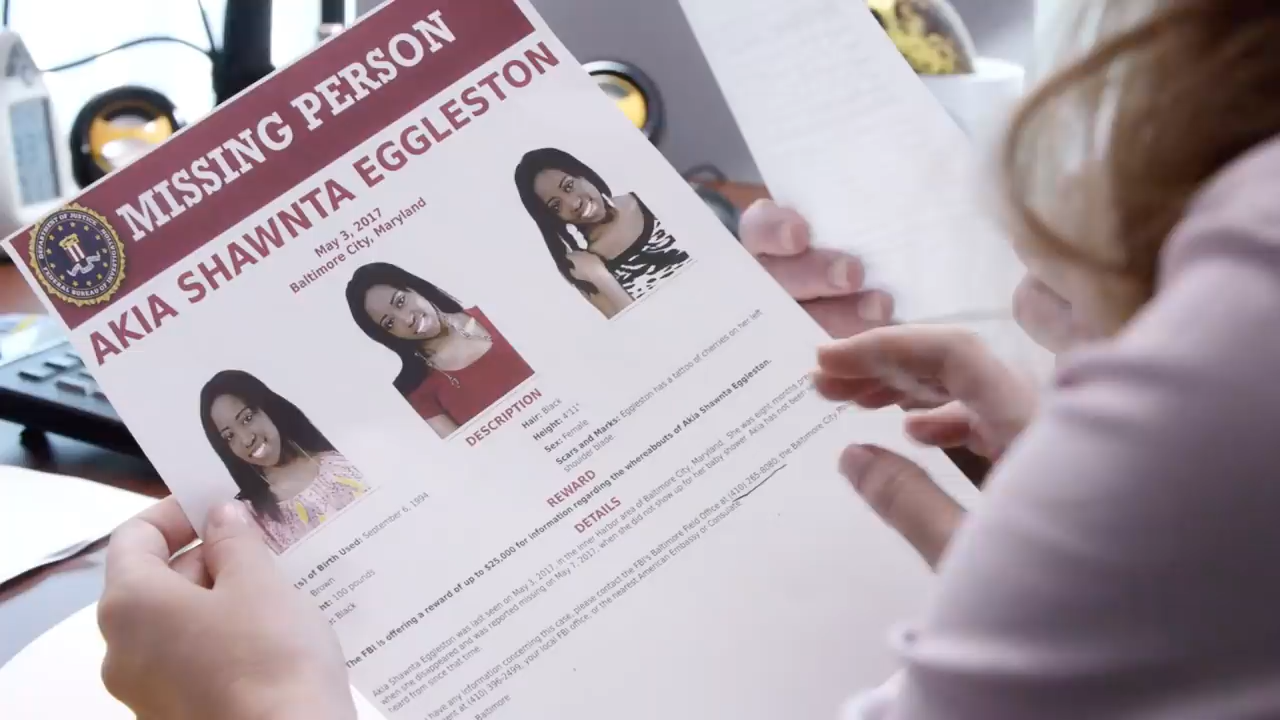 MISSING PERSON
AKIA SHAWNTA EGGLESTON
May 3, 2017
Baltimore City, Maryland
DESCRIPTION
(s) of Birth Used: September 6, 1994
Hair: Black
Brown
Height: 4'11"
ht: 100 pounds
Sex: Female
: Black
Scars and Marks: Eggleston has a tattoo of cherries on her left
shoulder blade.
REWARD
The FBI is offering a reward of up to $25,000 for information regarding the whereabouts of Akia Shawnta Eggleston.
DETAILS
Akia Shawnta Eggleston was last seen on May 3, 2017, in the Inner Harbor area of Baltimore City, Maryland. She was eight months
when she disappeared and was reported missing on May 7, 2017, when she did not show up for her baby shower. Akia has not been
heard from since that time.
have any information concerning this case, please contact the FBI's Baltimore Field Office at (410) 265-8080, the Baltimore City
ent at (410) 396-2499, your local FBI office, or the nearest American Embassy or Consulate.
Baltimore
DEPARTMENT OF JUSTICE
FEDERAL BUREAU OF INVESTIGATION